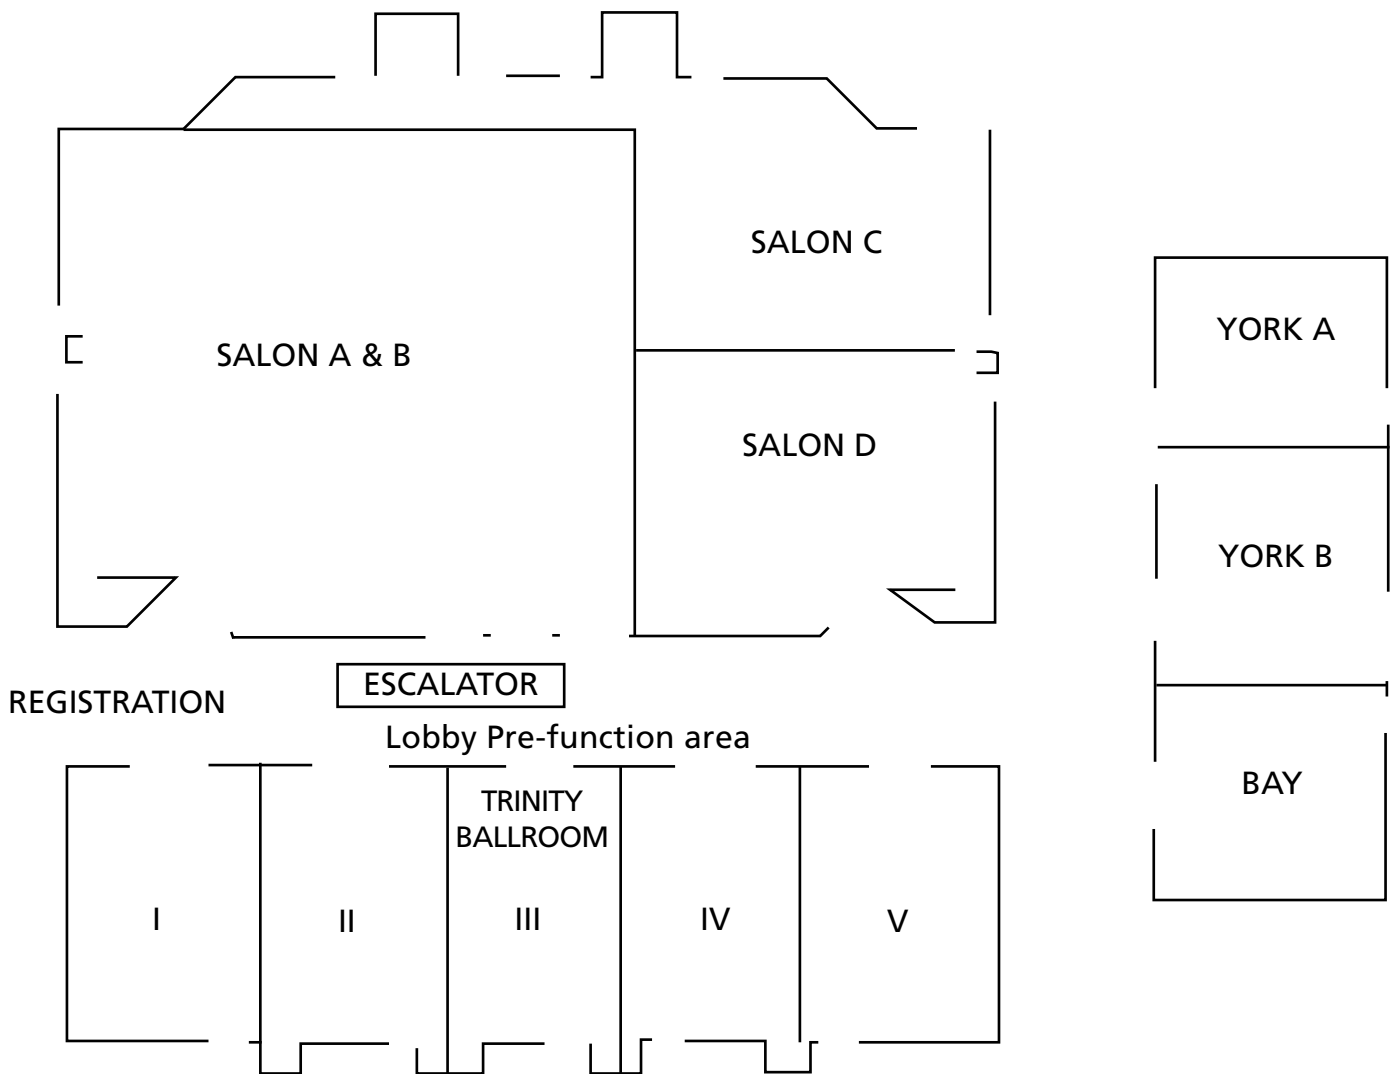 SALON C
YORK A
SALON A & B
SALON D
YORK B
ESCALATOR
REGISTRATION
Lobby Pre-function area
BAY
TRINITY
BALLROOM
I
II
III
IV
V